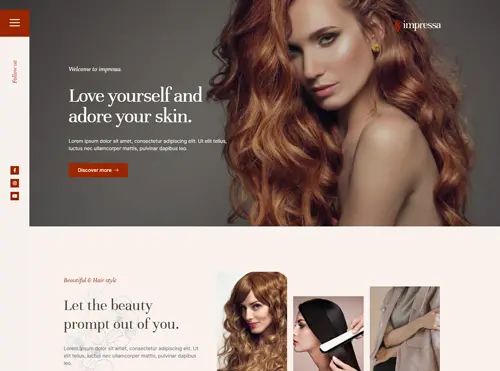 impressa
Follow us
Welcome to impressa
Love yourself and
adore your skin.
Lorem ipsum dolor sit amet, consectetur adipiscing elit. Ut elit tellus,
luctus nec ullamcorper mattis, pulvinar dapibus leo.
Discover more →
Beautiful & Hair style
Let the beauty
prompt out of you.
Lorem ipsum dolor sit amet, consectetur adipiscing
elit. Ut elit tellus, luctus nec ullamcorper mattis, pulvinar
dapibus leo.